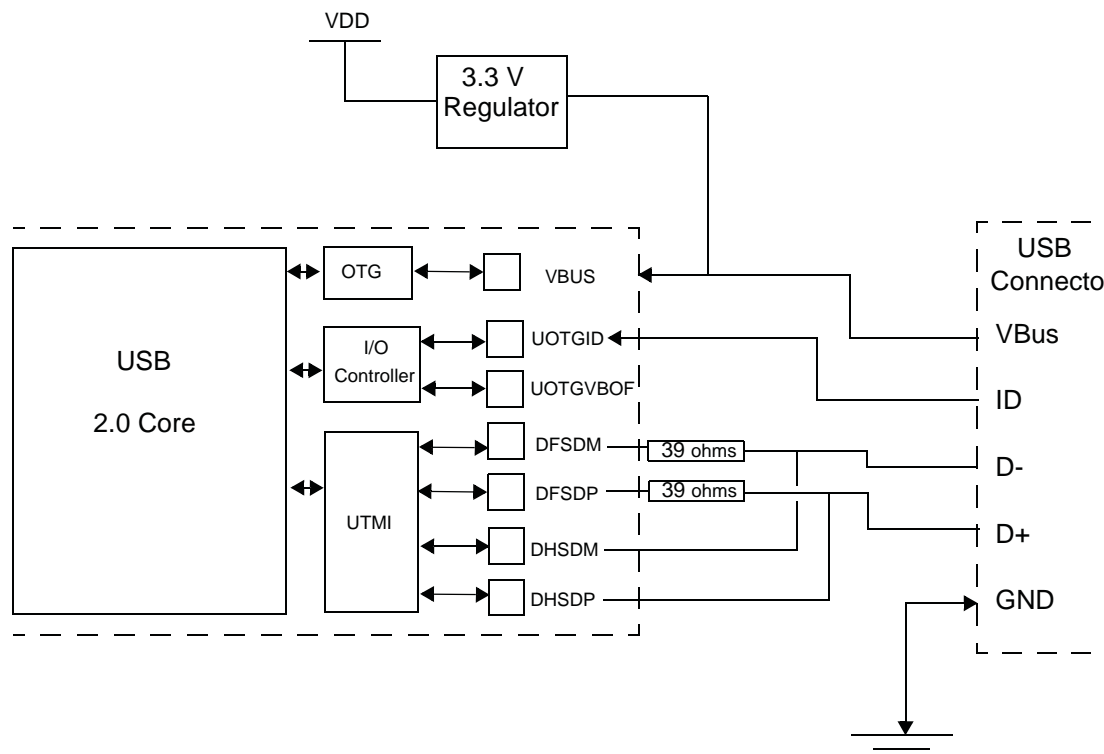 VDD
3.3 V
Regulator
USB
Connecto
OTG
VBUS
VBus
I/O
Controller
UOTGID
UOTGVBOF
ID
USB
2.0 Core
DFSDM
39 ohms
D-
DFSDP
39 ohms
UTMI
D+
DHSDM
DHSDP
GND